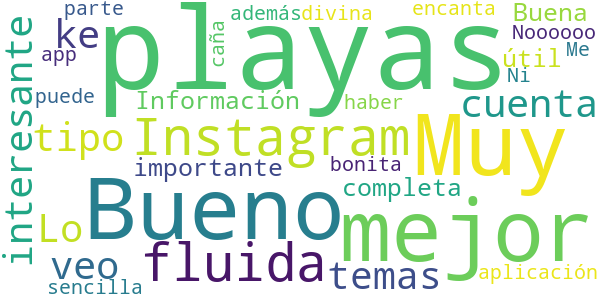 parte además divina encanta Buena
ke playas Noooooo
app caña útil Me
puede Información haber Ni
interesante tipo Instagram Muy cuenta
importante bonita
Bueno completa mejor
Lo
veo fluida temas aplicación
sencilla